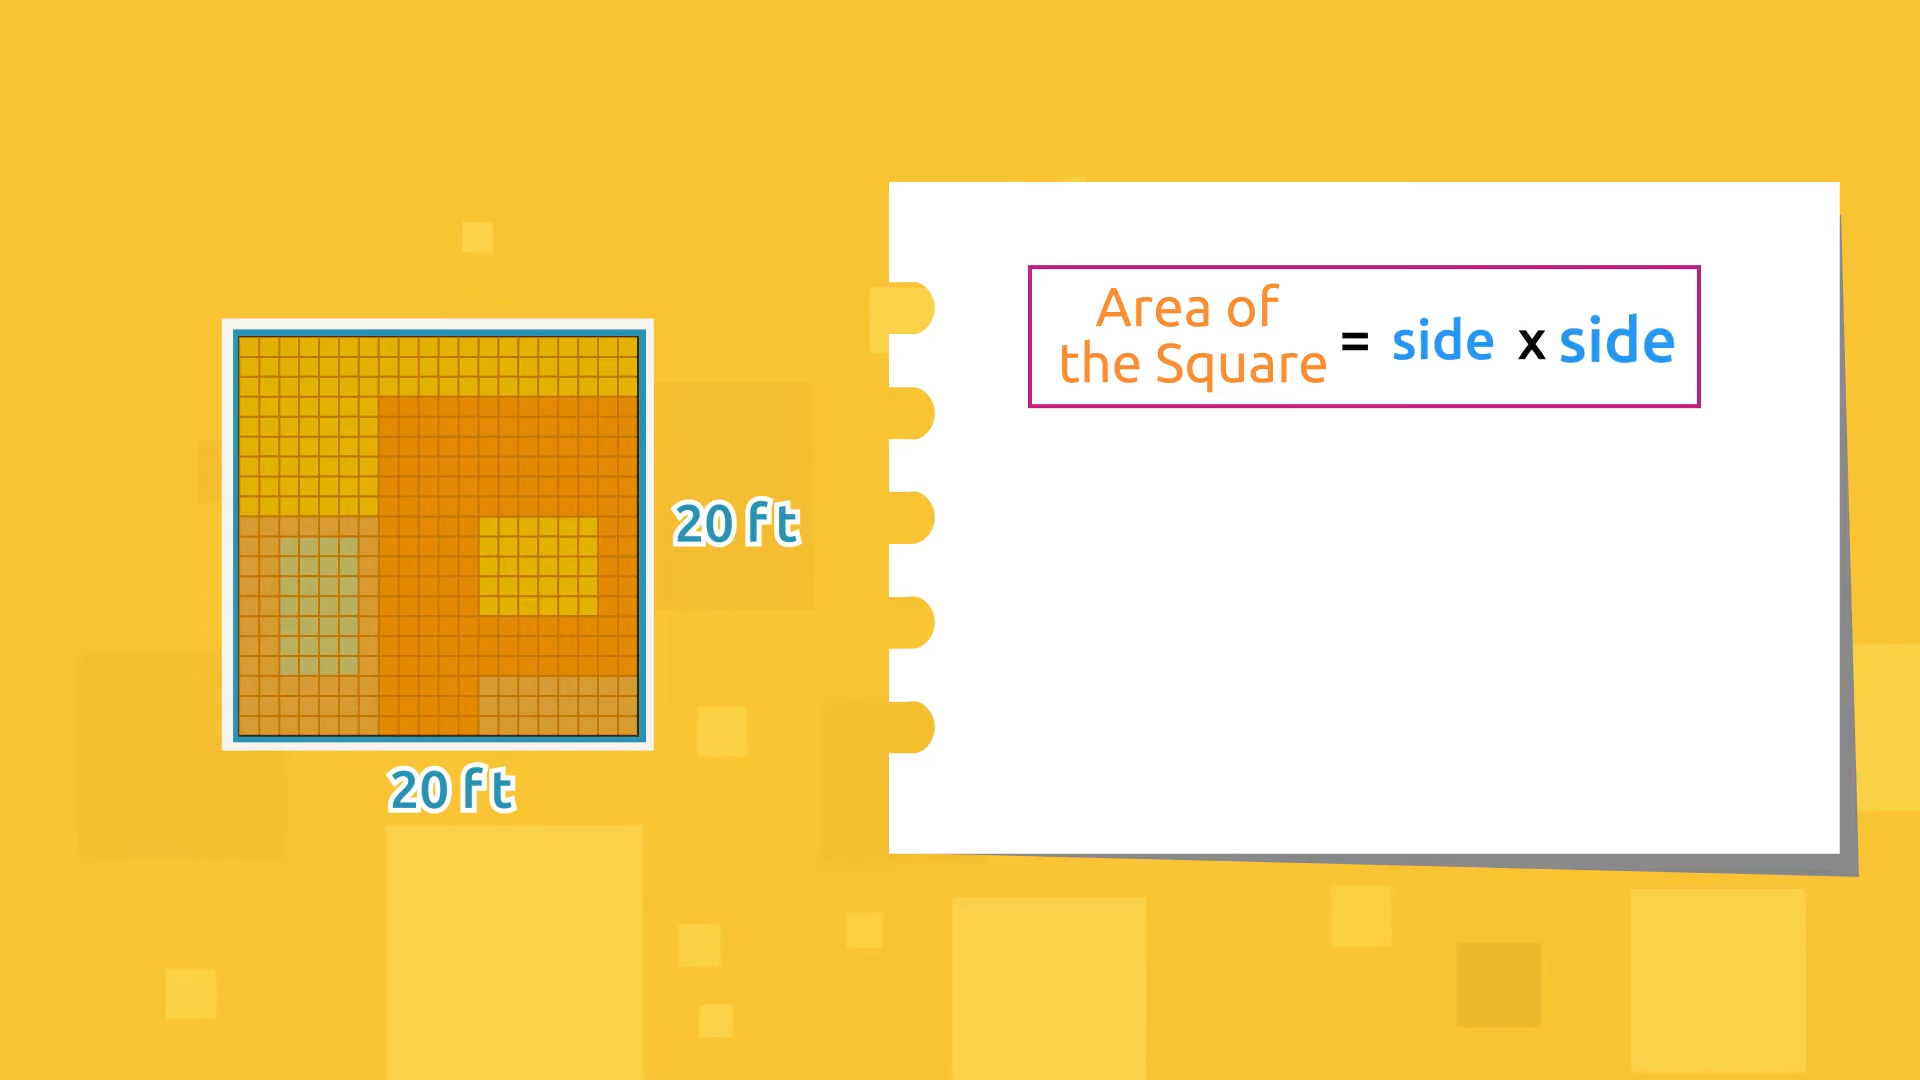 Area of
the Square = side x side
20 ft
20 ft